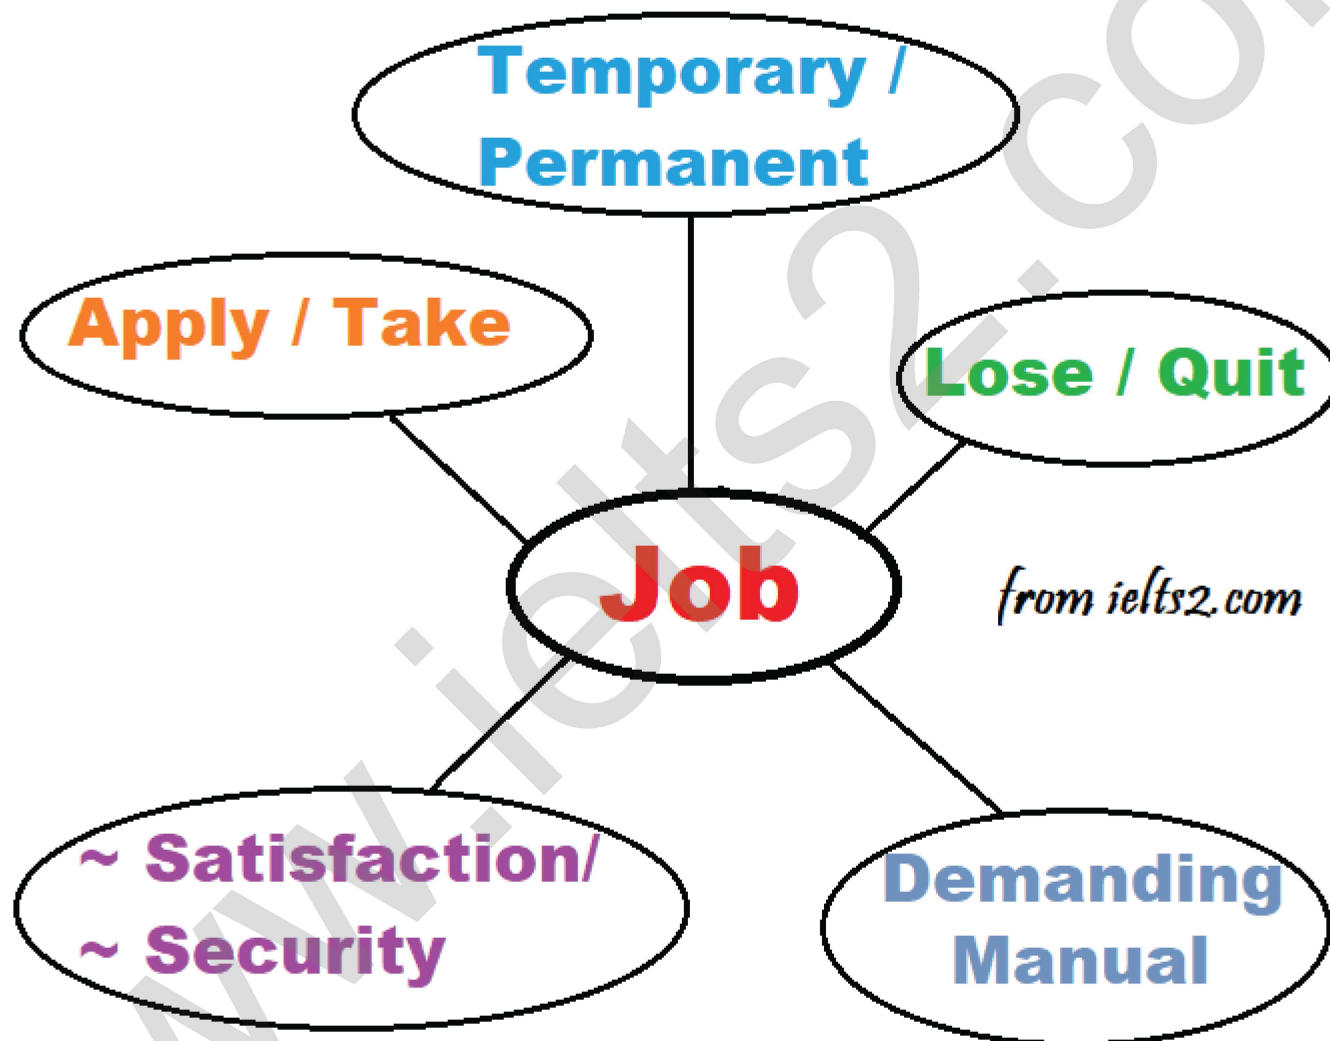 Temporary /
Permanent
Apply / Take
Lose / Quit
Job
from ielts2.com
~ Satisfaction/
~ Security
Demanding
Manual
www.ielts2.com